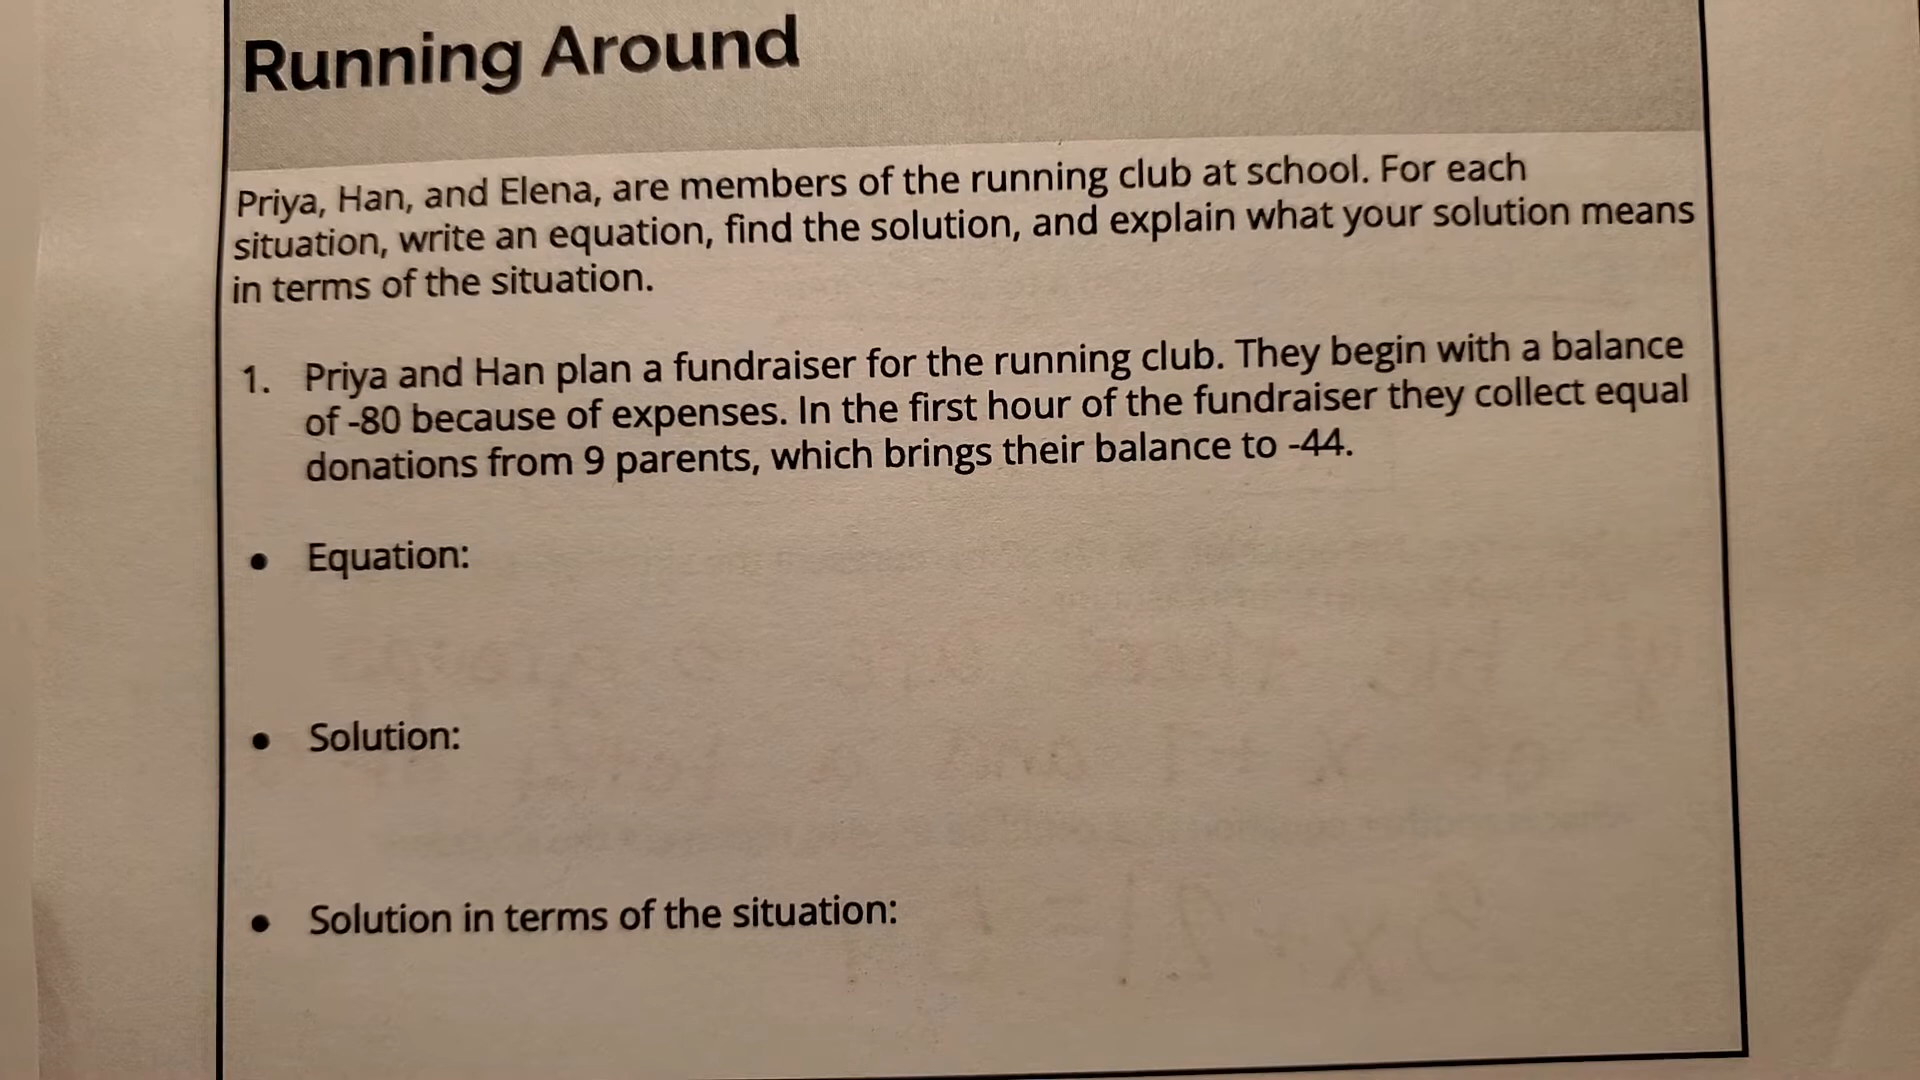 Running Around
Priya, Han, and Elena, are members of the running club at school. For each
situation, write an equation, find the solution, and explain what your solution means
in terms of the situation.
1. Priya and Han plan a fundraiser for the running club. They begin with a balance
of -80 because of expenses. In the first hour of the fundraiser they collect equal
donations from 9 parents, which brings their balance to -44.
• Equation:
• Solution:
• Solution in terms of the situation: